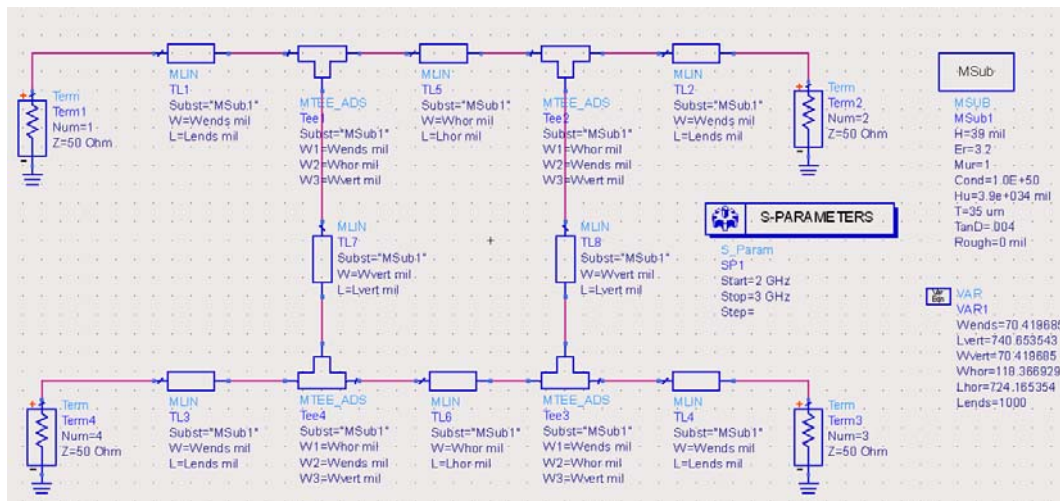 MLIN
TL1
Subst="MSub1"
W=Wends mil
L=Lends mil
MTEE_ADS
Tee1
Subst="MSub1"
W1=Wends mil
W2=Whor mil
W3=Wvert mil
MLIN
TL5
Subst="MSub1"
W=Whor mil
L=Lhor mil
MTEE_ADS
Tee2
Subst="MSub1"
W1=Whor mil
W2=Wends mil
W3=Wvert mil
MLIN
TL2
Subst="MSub1"
W=Wends mil
L=Lends mil
Term
Term1
Num=1
Z=50 Ohm
Term
Term2
Num=2
Z=50 Ohm
MSub
MSUB
MSub1
H=39 mil
Er=3.2
Mur=1
Cond=1.0E+50
Hu=3.9e+034 mil
T=35 um
TanD=.004
Rough=0 mil
MLIN
TL7
Subst="MSub1"
W=Wvert mil
L=Lvert mil
MLIN
TL8
Subst="MSub1"
W=Wvert mil
L=Lvert mil
S-PARAMETERS
S_Param
SP1
Start=2 GHz
Stop=3 GHz
Step=
Var
Eqn
VAR
VAR1
Wends=70.419685
Lvert=740.653543
Wvert=70.419685
Whor=118.366929
Lhor=724.165354
Lends=1000
Term
Term4
Num=4
Z=50 Ohm
MLIN
TL3
Subst="MSub1"
W=Wends mil
L=Lends mil
MTEE_ADS
Tee4
Subst="MSub1"
W1=Whor mil
W2=Wends mil
W3=Wvert mil
MLIN
TL6
Subst="MSub1"
W=Whor mil
L=Lhor mil
MTEE_ADS
Tee3
Subst="MSub1"
W1=Wends mil
W2=Whor mil
W3=Wvert mil
MLIN
TL4
Subst="MSub1"
W=Wends mil
L=Lends mil
Term
Term3
Num=3
Z=50 Ohm